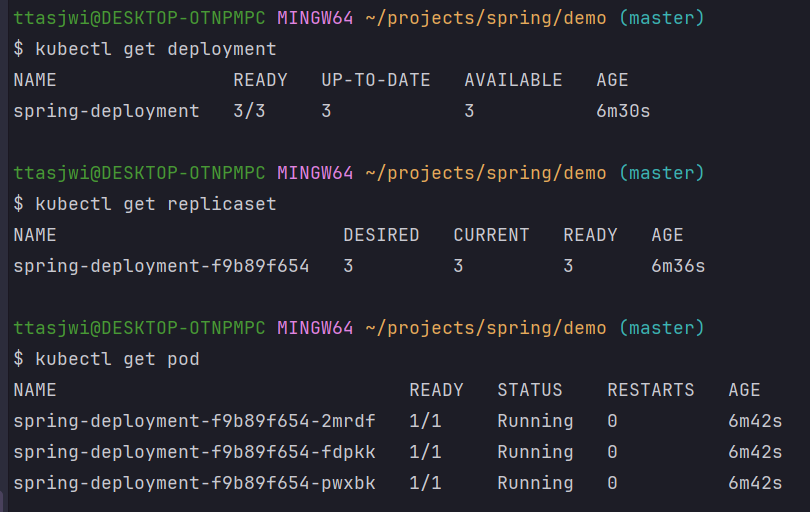 ttasjwi@DESKTOP-OTNPMPC MINGW64 ~/projects/spring/demo (master)
$ kubectl get deployment
NAME                READY   UP-TO-DATE   AVAILABLE   AGE
spring-deployment   3/3     3            3           6m30s
ttasjwi@DESKTOP-OTNPMPC MINGW64 ~/projects/spring/demo (master)
$ kubectl get replicaset
NAME                          DESIRED   CURRENT   READY   AGE
spring-deployment-f9b89f654   3         3         3       6m36s
ttasjwi@DESKTOP-OTNPMPC MINGW64 ~/projects/spring/demo (master)
$ kubectl get pod
NAME                                READY   STATUS    RESTARTS   AGE
spring-deployment-f9b89f654-2mrdf   1/1     Running   0          6m42s
spring-deployment-f9b89f654-fdpkk   1/1     Running   0          6m42s
spring-deployment-f9b89f654-pwxbk   1/1     Running   0          6m42s